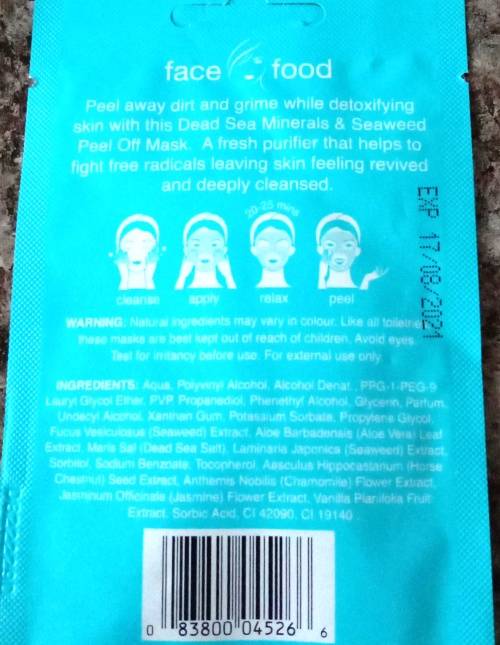 face food
Peel away dirt and grime while detoxifying
skin with this Dead Sea Minerals & Seaweed
Peel Off Mask. A fresh purifier that helps to
fight free radicals leaving skin feeling revived
and deeply cleansed.
20-25 mins
cleanse apply relax peel
EXP 17/08/2021
WARNING: Natural ingredients may vary in colour. Like all toiletries
these masks are best kept out of reach of children. Avoid eyes.
Test for irritancy before use. For external use only.
INGREDIENTS: Aqua, Polyvinyl Alcohol, Alcohol Denat., PPG-1-PEG-9
Lauryl Glycol Ether, PVP, Propanediol, Phenethyl Alcohol, Glycerin, Parfum,
Undecyl Alcohol, Xanthan Gum, Potassium Sorbate, Propylene Glycol,
Fucus Vesiculosus (Seaweed) Extract, Aloe Barbadensis (Aloe Vera) Leaf
Extract, Maris Sal (Dead Sea Salt), Laminaria Japonica (Seaweed) Extract,
Sorbitol, Sodium Benzoate, Tocopherol, Aesculus Hippocastanum (Horse
Chestnut) Seed Extract, Anthemis Nobilis (Chamomile) Flower Extract,
Jasminum Officinale (Jasmine) Flower Extract, Vanilla Planifolia Fruit
Extract, Sorbic Acid, CI 42090, CI 19140
0 83800 04526 6